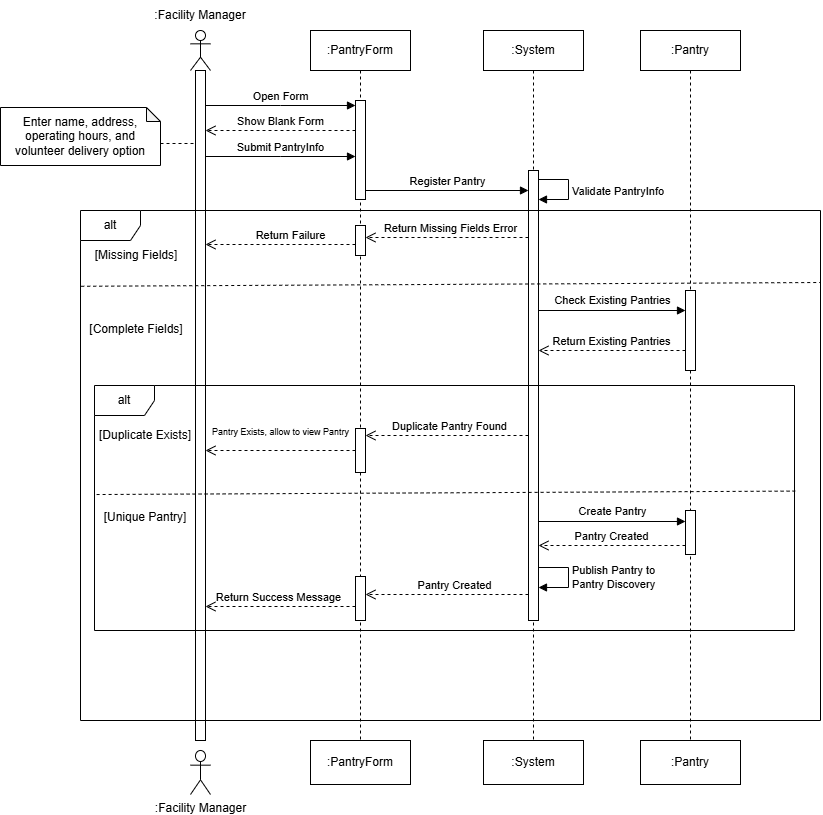 :Facility Manager
:PantryForm
:System
:Pantry
Open Form
Enter name, address,
operating hours, and
volunteer delivery option
Show Blank Form
Submit PantryInfo
Register Pantry
Validate PantryInfo
alt
Return Missing Fields Error
Return Failure
[Missing Fields]
Check Existing Pantries
[Complete Fields]
Return Existing Pantries
alt
Duplicate Pantry Found
Pantry Exists, allow to view Pantry
[Duplicate Exists]
Create Pantry
[Unique Pantry]
Pantry Created
Publish Pantry to
Pantry Discovery
Pantry Created
Return Success Message
:PantryForm
:System
:Pantry
:Facility Manager